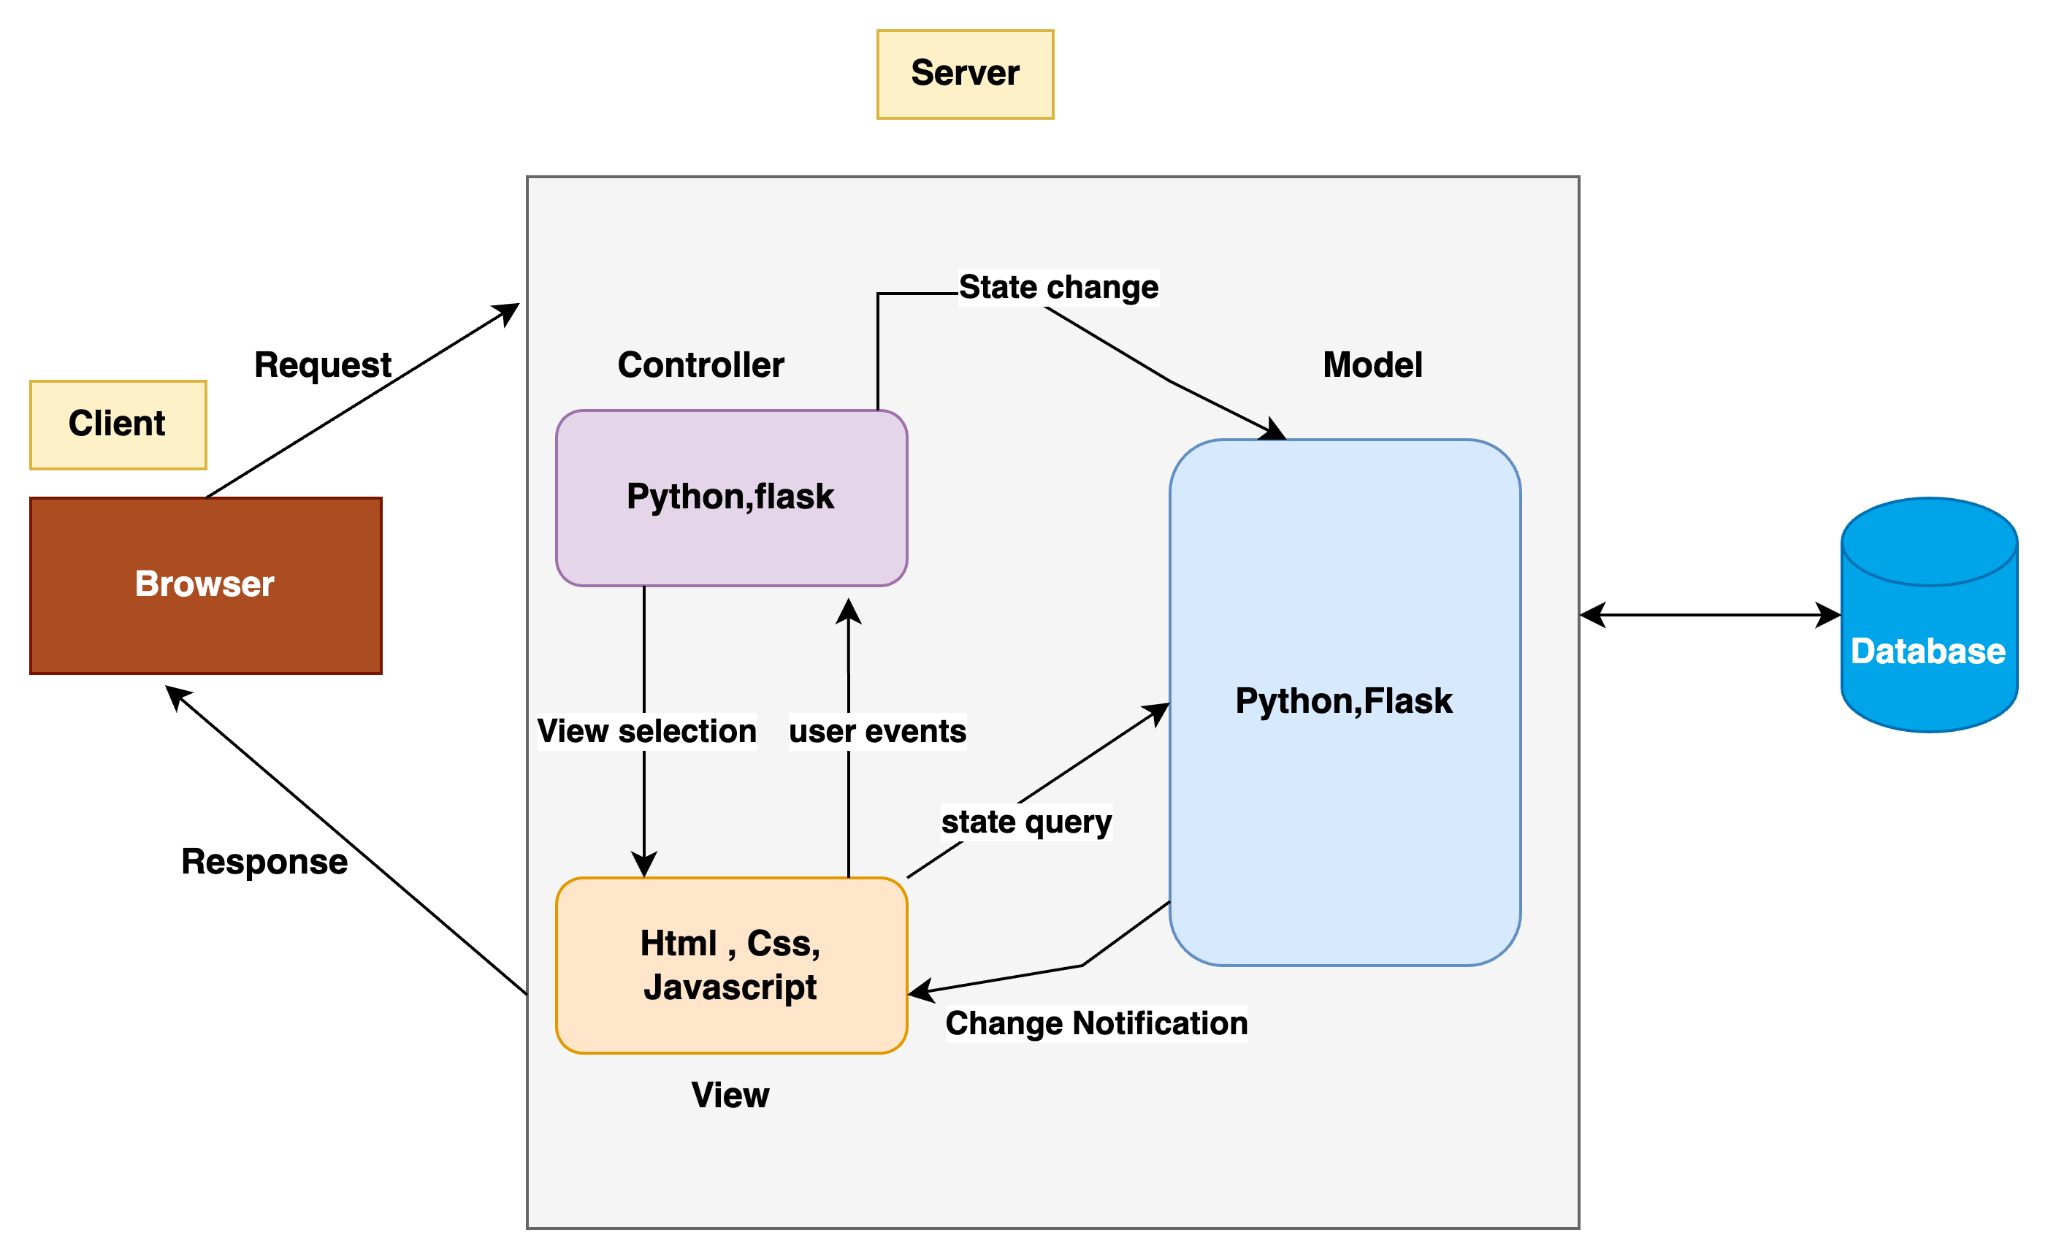 Server
State change
Request
Controller
Model
Client
Python,flask
Browser
Database
Python,Flask
View selection
user events
state query
Response
Html , Css,
Javascript
Change Notification
View